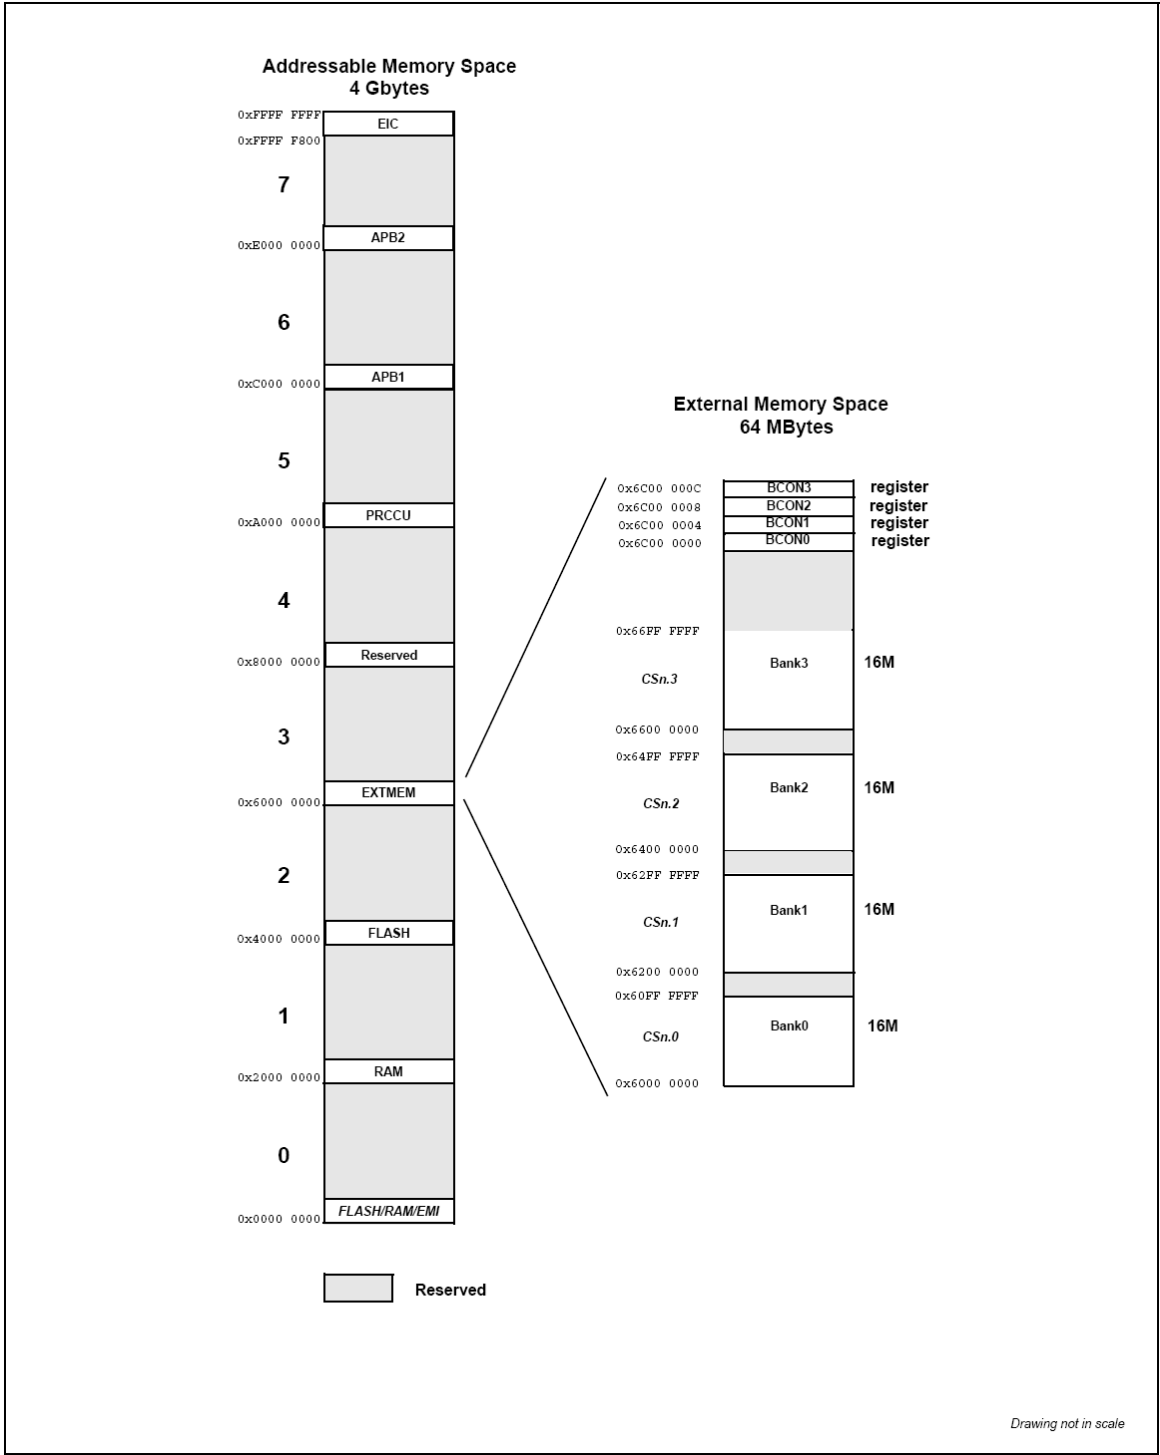 Addressable Memory Space
4 Gbytes
0xFFFF FFFF
EIC
0xFFFF F800
7
APB2
0xE000 0000
6
APB1
0xC000 0000
5
PRCCU
0xA000 0000
4
Reserved
0x8000 0000
3
EXTMEM
0x6000 0000
2
FLASH
0x4000 0000
1
RAM
0x2000 0000
0
FLASH/RAM/EMI
0x0000 0000
Reserved
External Memory Space
64 MBytes
0x6C00 000C BCON3 register
0x6C00 0008 BCON2 register
0x6C00 0004 BCON1 register
0x6C00 0000 BCON0 register
0x66FF FFFF
Bank3 16M
CSn.3
0x6600 0000
0x64FF FFFF
Bank2 16M
CSn.2
0x6400 0000
0x62FF FFFF
Bank1 16M
CSn.1
0x6200 0000
0x60FF FFFF
Bank0 16M
CSn.0
0x6000 0000
Drawing not in scale